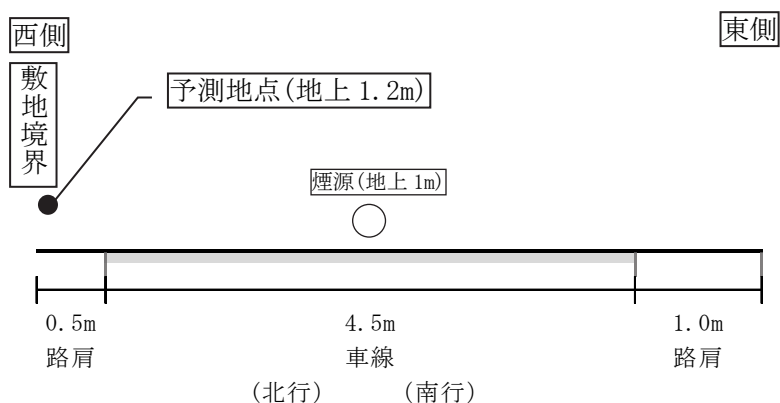 西側
東側
敷地境界
予測地点(地上 1.2m)
煙源(地上 1m)
0.5m
4.5m
1.0m
路肩
車線
路肩
(北行)
(南行)